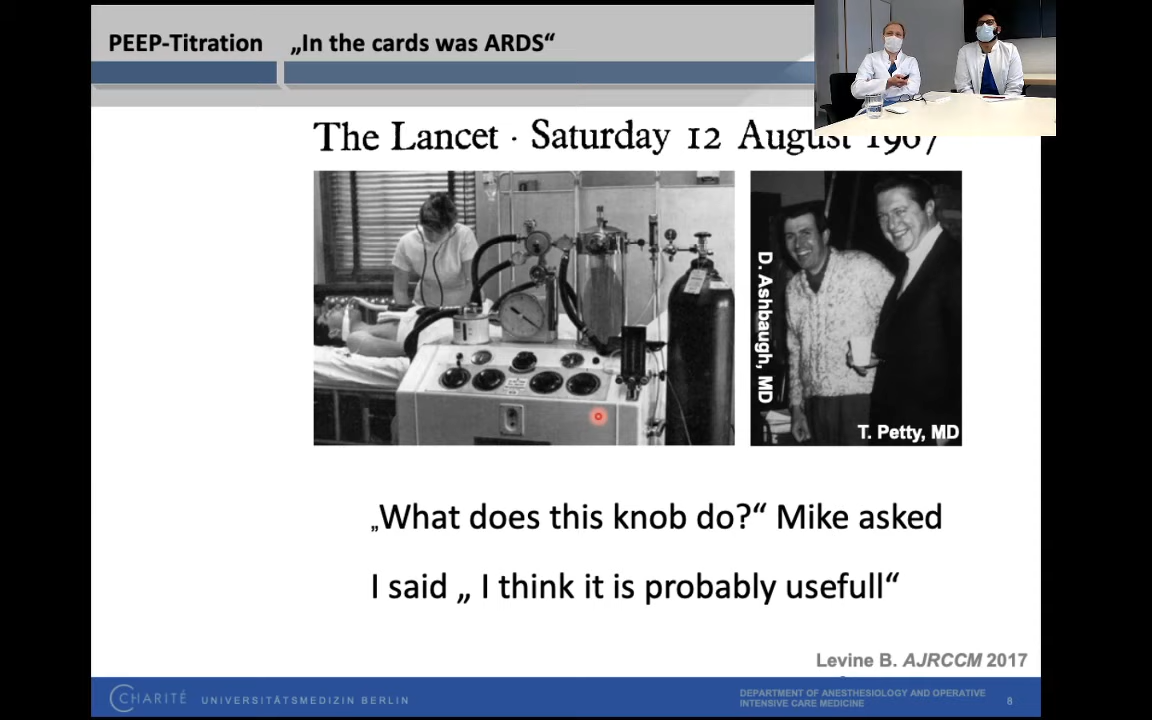 PEEP-Titration „In the cards was ARDS“
The Lancet · Saturday 12 August 1967
D. Ashbaugh, MD
T. Petty, MD
„What does this knob do?“ Mike asked
I said „ I think it is probably usefull“
Levine B. AJRCCM 2017
CHARITÉ UNIVERSITÄTSMEDIZIN BERLIN
DEPARTMENT OF ANESTHESIOLOGY AND OPERATIVE
INTENSIVE CARE MEDICINE
8